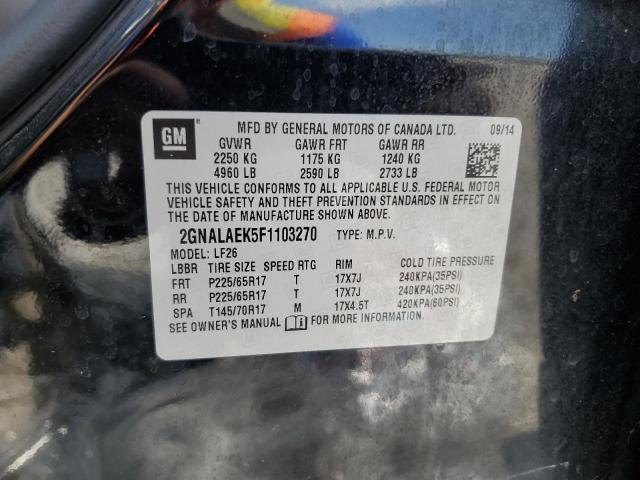 GM
MFD BY GENERAL MOTORS OF CANADA LTD. 09/14
GVWR GAWR FRT GAWR RR
2250 KG 1175 KG 1240 KG
4960 LB 2590 LB 2733 LB
THIS VEHICLE CONFORMS TO ALL APPLICABLE U.S. FEDERAL MOTOR
VEHICLE SAFETY AND THEFT PREVENTION STANDARDS IN EFFECT ON
THE DATE OF MANUFACTURE SHOWN ABOVE.
2GNALAEK5F1103270 TYPE: M.P.V.
MODEL: LF26
LBBR TIRE SIZE SPEED RTG RIM COLD TIRE PRESSURE
FRT P225/65R17 T 17X7J 240KPA(35PSI)
RR P225/65R17 T 17X7J 240KPA(35PSI)
SPA T145/70R17 M 17X4.5T 420KPA(60PSI)
SEE OWNER'S MANUAL FOR MORE INFORMATION.